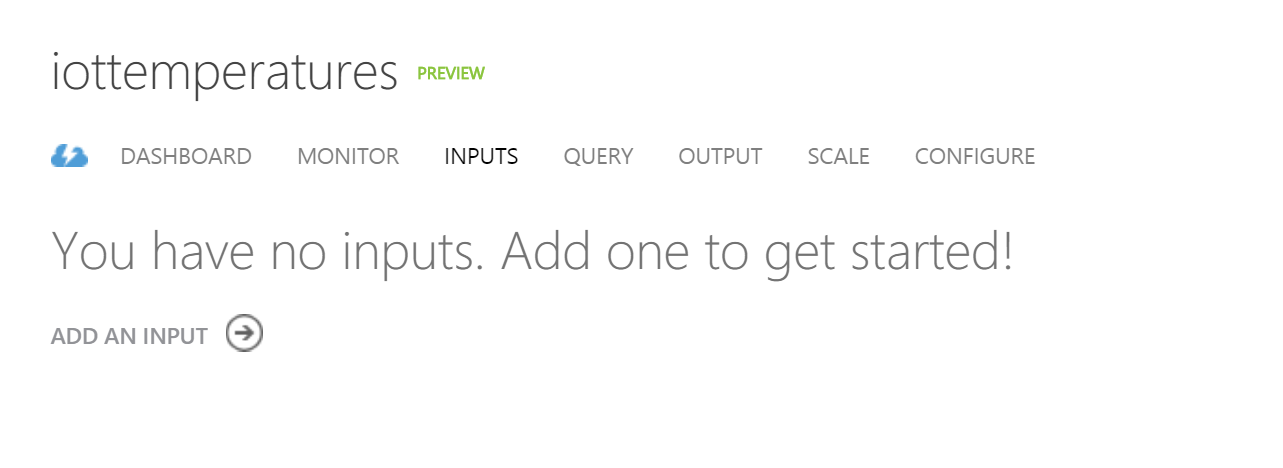 iottemperatures PREVIEW
DASHBOARD MONITOR INPUTS QUERY OUTPUT SCALE CONFIGURE
You have no inputs. Add one to get started!
ADD AN INPUT